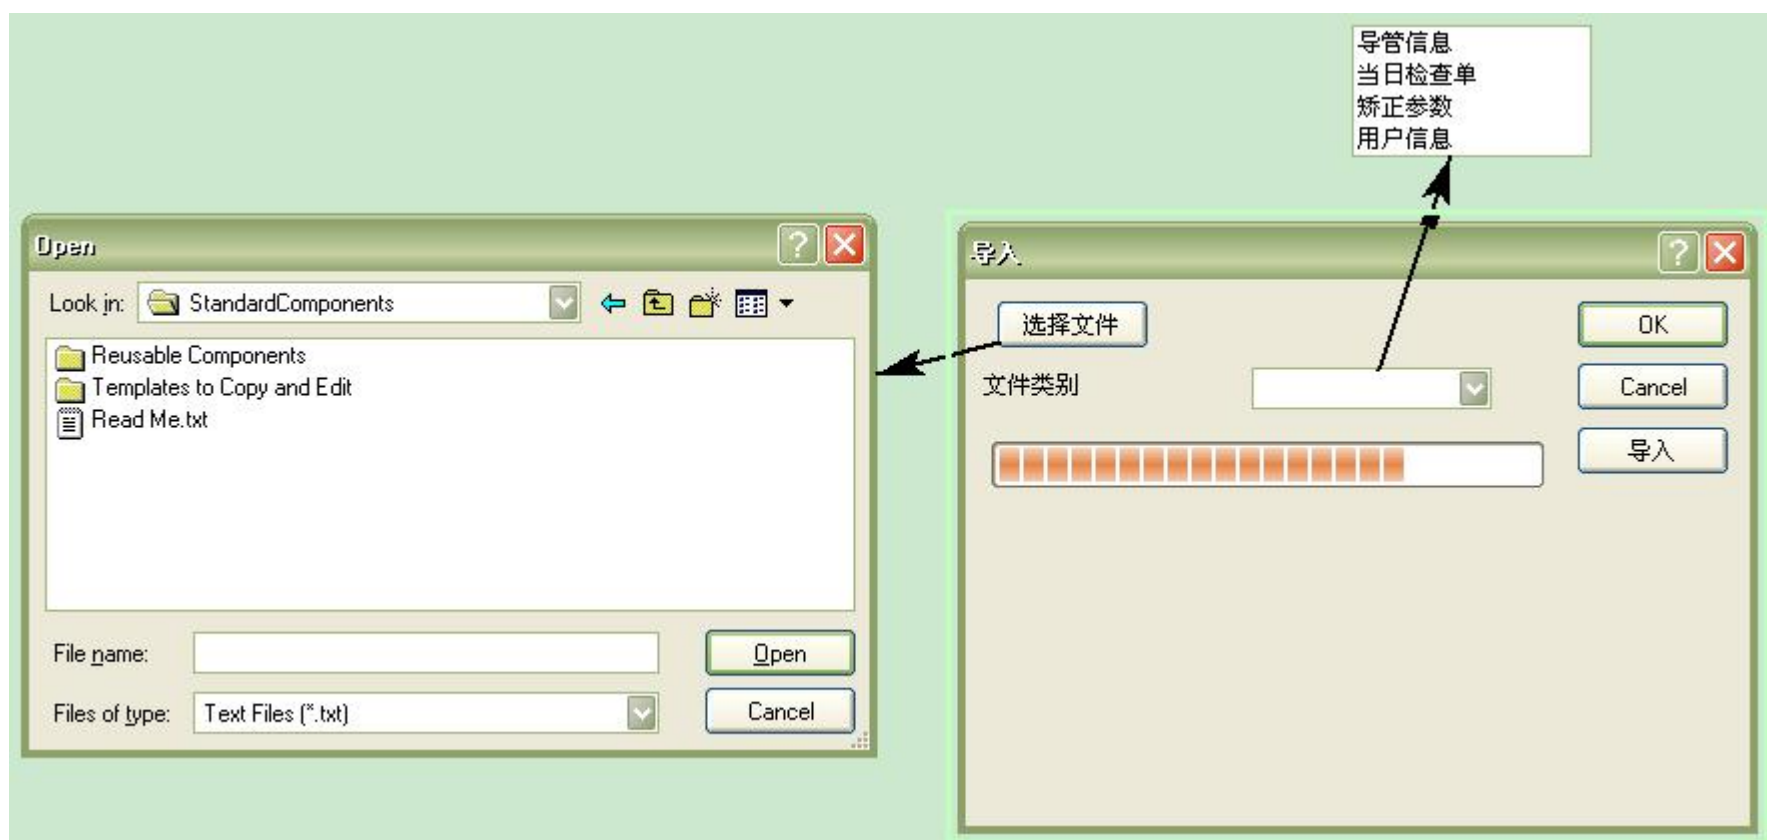 导管信息
当日检查单
矫正参数
用户信息
Open
Look in: StandardComponents
Reusable Components
Templates to Copy and Edit
Read Me.txt
File name:
Open
Files of type: Text Files (*.txt)
Cancel
导入
选择文件
OK
文件类别
Cancel
导入